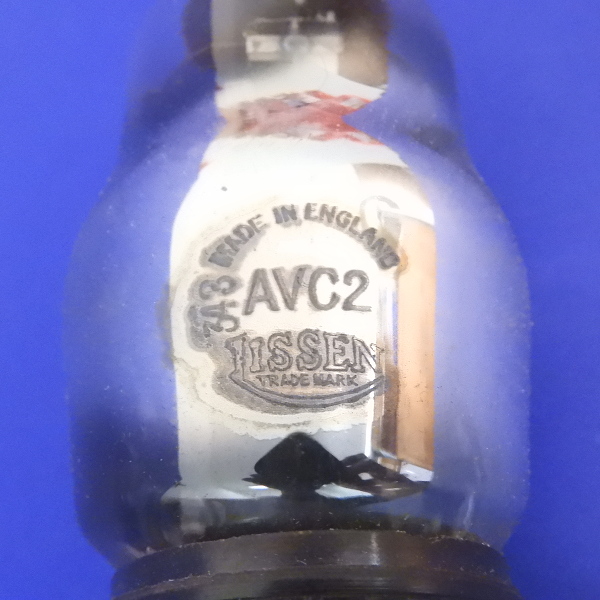 MADE IN ENGLAND
3A3
AVC2
LISSEN
TRADE MARK